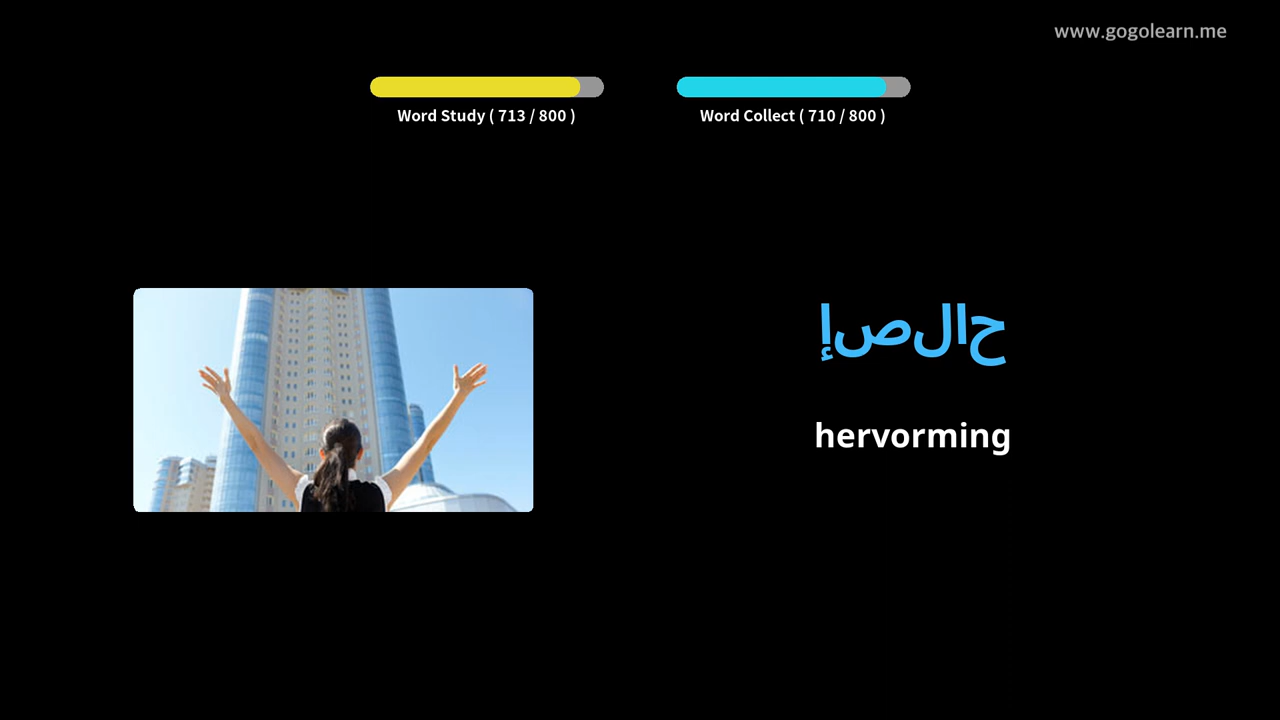 www.gogolearn.me
Word Study ( 713 / 800 )
Word Collect ( 710 / 800 )
إصلاح
hervorming